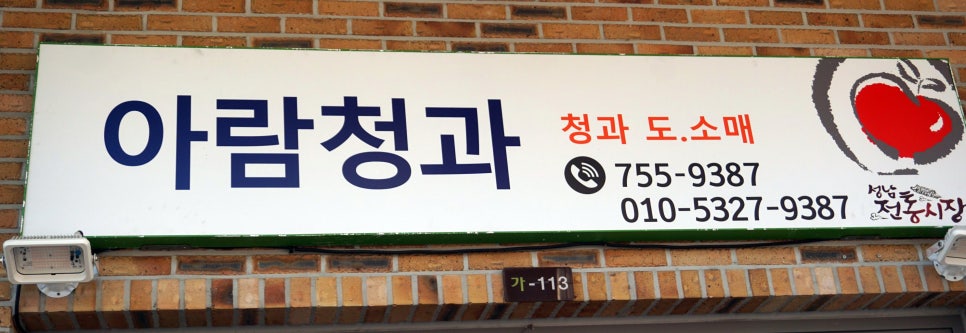 아람청과
청과 도.소매
755-9387
010-5327-9387
성남
전통시장
가-113